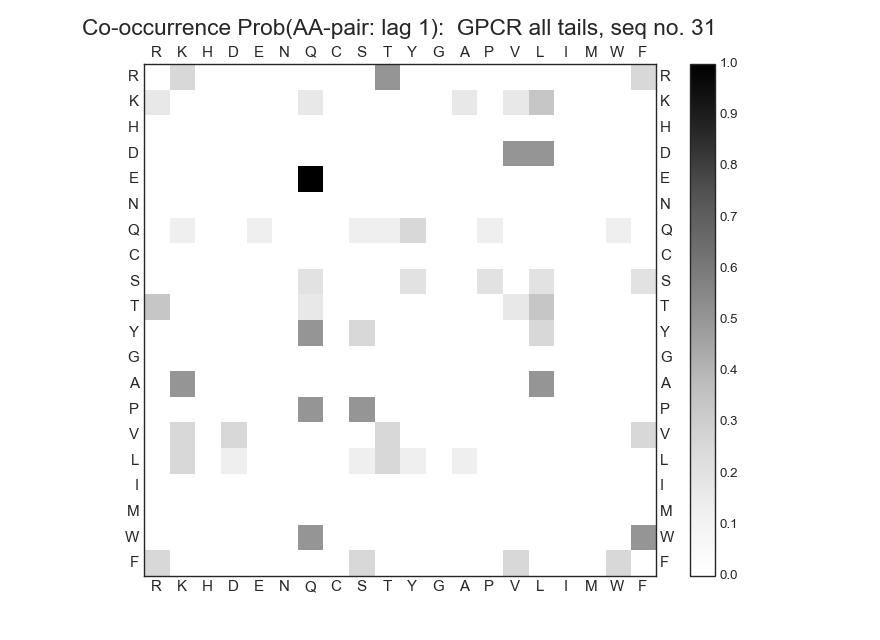 Co-occurrence Prob(AA-pair: lag 1):  GPCR all tails, seq no. 31
R K H D E N Q C S T Y G A P V L I M W F
R R 1.0
K K 0.9
H H
D D 0.8
E E 0.7
N N
Q Q 0.6
C C
S S 0.5
T T
Y Y 0.4
G G
A A 0.3
P P
V V
L L 0.2
I I
M M 0.1
W W
F F 0.0
R K H D E N Q C S T Y G A P V L I M W F